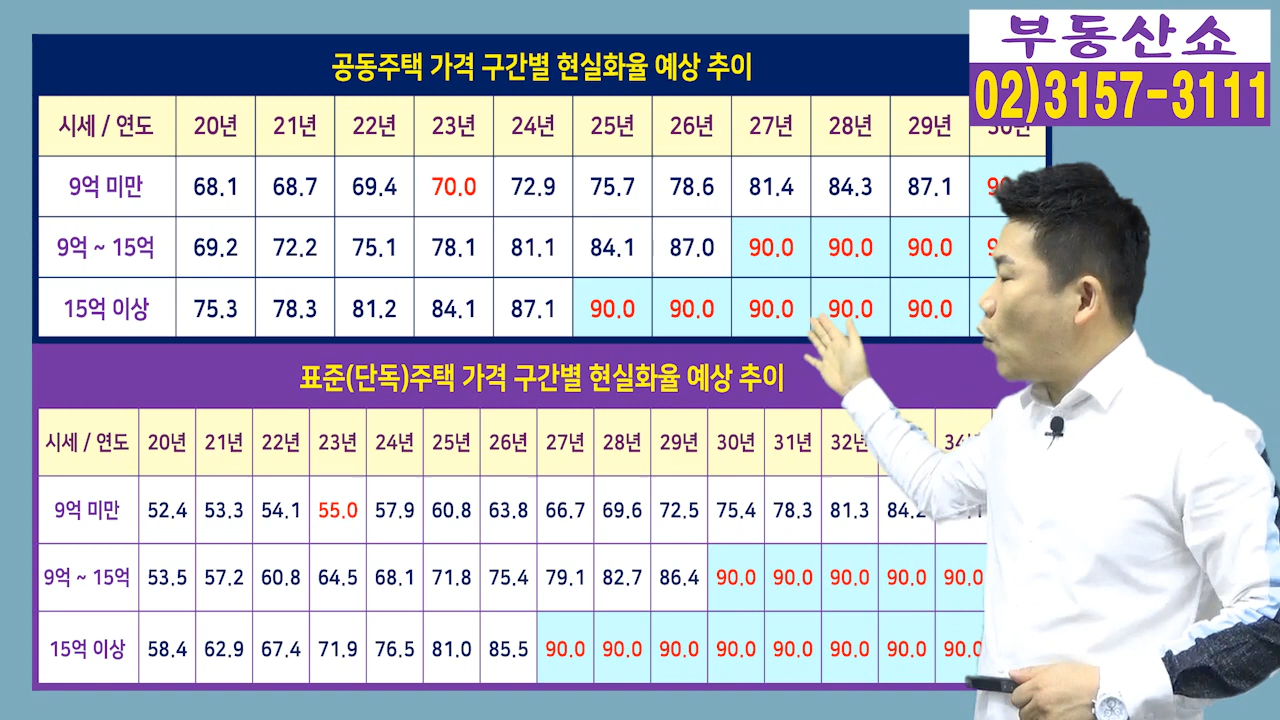 부동산쇼
02)3157-3111
공동주택 가격 구간별 현실화율 예상 추이
시세 / 연도 20년 21년 22년 23년 24년 25년 26년 27년 28년 29년
9억 미만 68.1 68.7 69.4 70.0 72.9 75.7 78.6 81.4 84.3 87.1
9억 ~ 15억 69.2 72.2 75.1 78.1 81.1 84.1 87.0 90.0 90.0 90.0
15억 이상 75.3 78.3 81.2 84.1 87.1 90.0 90.0 90.0 90.0 90.0
표준(단독)주택 가격 구간별 현실화율 예상 추이
시세 / 연도 20년 21년 22년 23년 24년 25년 26년 27년 28년 29년 30년 31년 32년
9억 미만 52.4 53.3 54.1 55.0 57.9 60.8 63.8 66.7 69.6 72.5 75.4 78.3 81.3 84.2
9억 ~ 15억 53.5 57.2 60.8 64.5 68.1 71.8 75.4 79.1 82.7 86.4 90.0 90.0 90.0 90.0 90.0
15억 이상 58.4 62.9 67.4 71.9 76.5 81.0 85.5 90.0 90.0 90.0 90.0 90.0 90.0 90.0 90.0